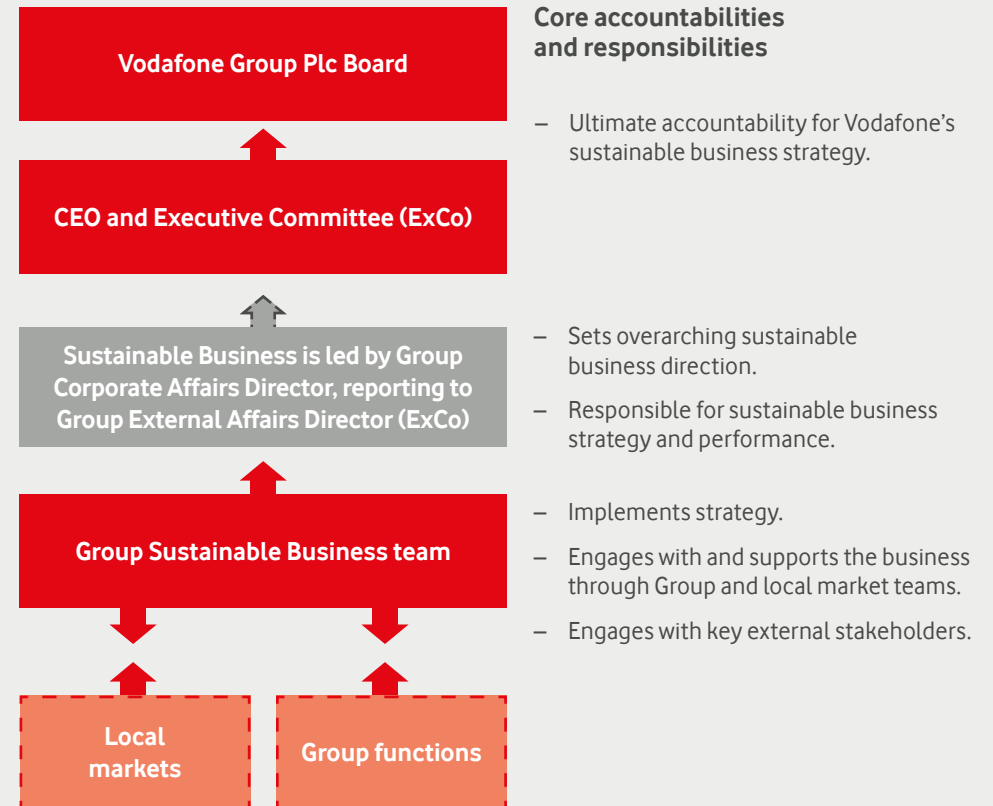 Vodafone Group Plc Board
CEO and Executive Committee (ExCo)
Sustainable Business is led by Group
Corporate Affairs Director, reporting to
Group External Affairs Director (ExCo)
Group Sustainable Business team
Local
markets
Group functions
Core accountabilities
and responsibilities
– Ultimate accountability for Vodafone’s
sustainable business strategy.
– Sets overarching sustainable
business direction.
– Responsible for sustainable business
strategy and performance.
– Implements strategy.
– Engages with and supports the business
through Group and local market teams.
– Engages with key external stakeholders.